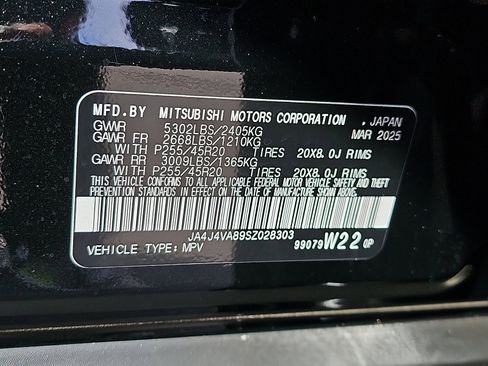 MFD.BY MITSUBISHI MOTORS CORPORATION , JAPAN
GVWR 5302LBS/2405KG MAR 2025
GAWR FR 2668LBS/1210KG
WITH P255/45R20 TIRES 20X8.0J RIMS
GAWR RR 3009LBS/1365KG
WITH P255/45R20 TIRES 20X8.0J RIMS
THIS VEHICLE CONFORMS TO ALL APPLICABLE FEDERAL MOTOR VEHICLE SAFETY AND THEFT
PREVENTION STANDARDS IN EFFECT ON THE DATE OF MANUFACTURE SHOWN ABOVE.
JA4J4VA89SZ028303
VEHICLE TYPE: MPV 99079 W22 0P